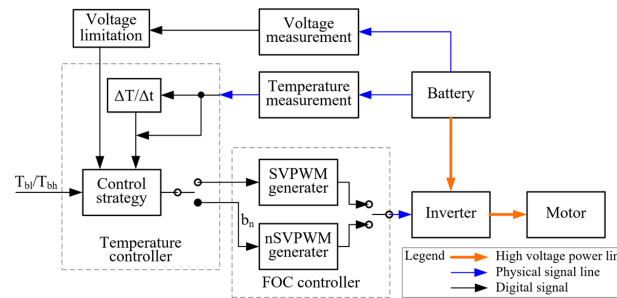 Voltage
limitation
Voltage
measurement
ΔT/Δt
Temperature
measurement
Battery
T_bl/T_bh
Control
strategy
SVPWM
generater
b_n
nSVPWM
generater
Inverter
Motor
Temperature
controller
FOC controller
Legend
High voltage power lin
Physical signal line
Digital signal